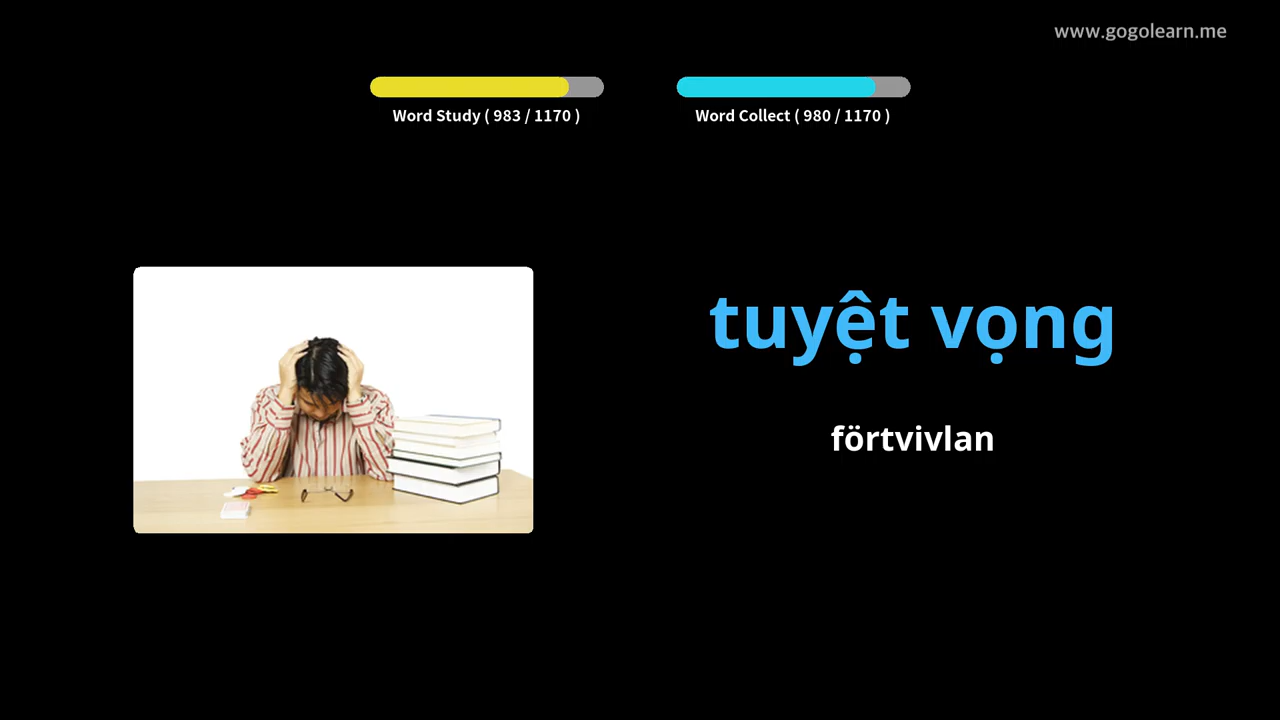 www.gogolearn.me
Word Study ( 983 / 1170 )
Word Collect ( 980 / 1170 )
tuyệt vọng
förtvivlan